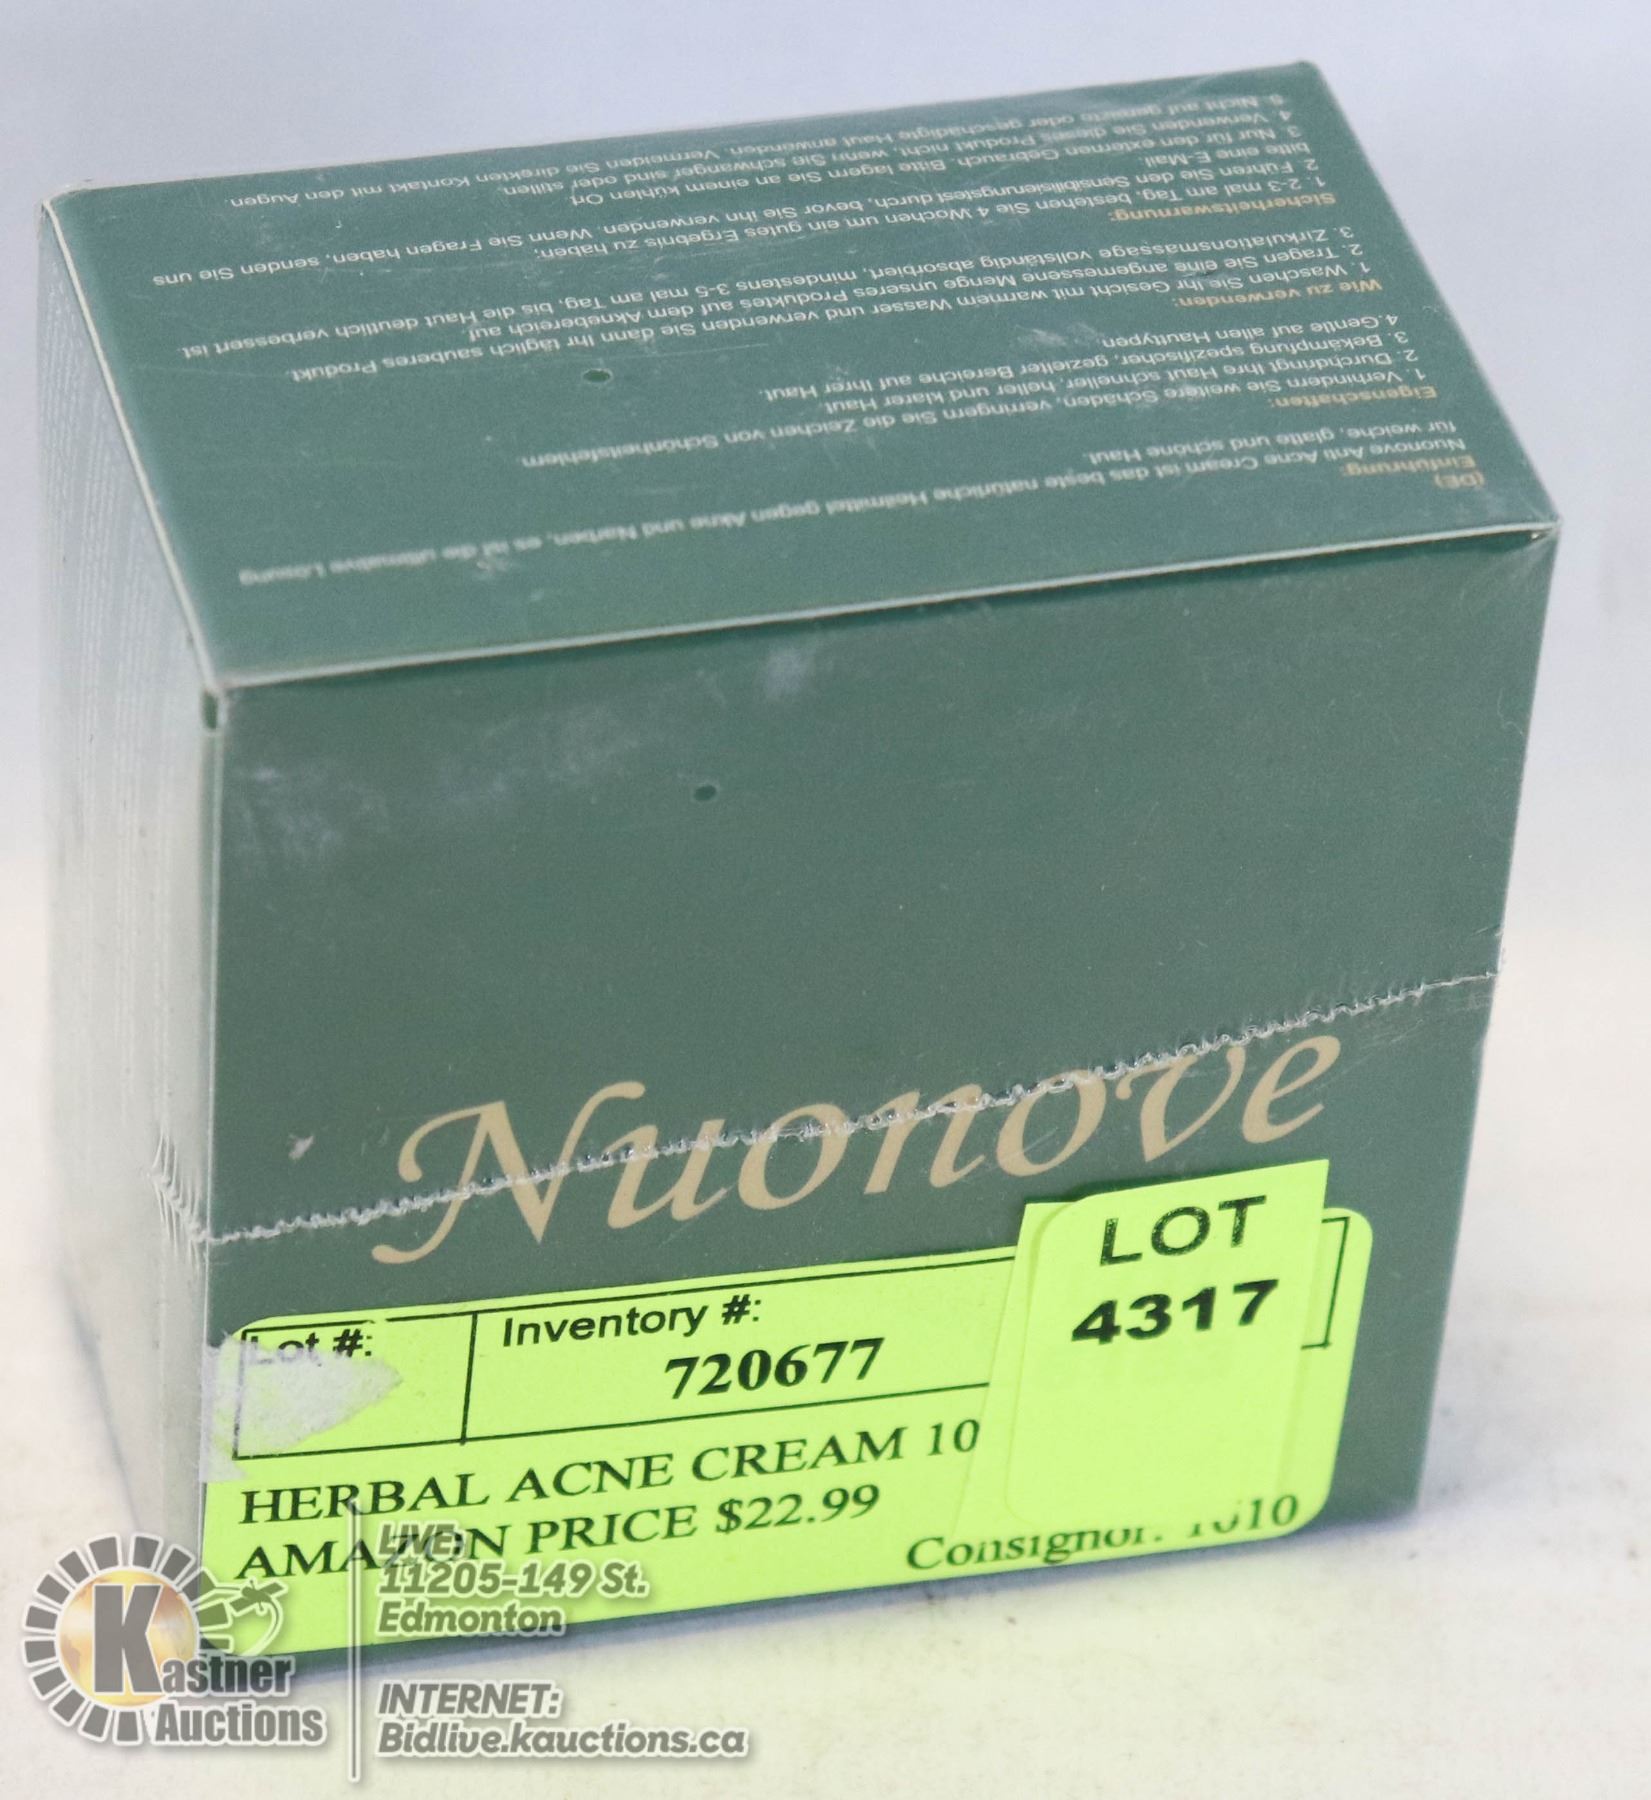 (DE)
Einführung:
Nuonove Anti Acne Cream ist das beste natürliche Heilmittel gegen Akne und Narben, es ist die ultimative Lösung
für weiche, glatte und schöne Haut.
Eigenschaften:
1. Verhindern Sie weitere Schäden, verringern Sie die Zeichen von Schönheitsfehlern.
2. Durchdringt Ihre Haut schneller, heller und klarer Haut.
3. Bekämpfung spezifischer, gezielter Bereiche auf Ihrer Haut.
4.Gentle auf allen Hauttypen.
Wie zu verwenden:
1. Waschen Sie Ihr Gesicht mit warmem Wasser und verwenden Sie dann Ihr täglich sauberes Produkt.
2. Tragen Sie eine angemessene Menge unseres Produktes auf dem Aknebereich auf
3. Zirkulationsmassage vollständig absorbiert, mindestens 3-5 mal am Tag, bis die Haut deutlich verbessert ist.
Sicherheitswarnung:
1. 2-3 mal am Tag, bestehen Sie 4 Wochen um ein gutes Ergebnis zu haben.
2. Führen Sie den Sensibilisierungstest durch, bevor Sie ihn verwenden. Wenn Sie Fragen haben, senden Sie uns
bitte eine E-Mail
3. Nur für den externen Gebrauch. Bitte lagern Sie an einem kühlen Ort.
4. Verwenden Sie dieses Produkt nicht, wenn Sie schwanger sind oder stillen.
5. Nicht auf gereizte oder geschädigte Haut anwenden. Vermeiden Sie direkten Kontakt mit den Augen.
Nuonove
LOT
4317
Lot #:
Inventory #:
720677
HERBAL ACNE CREAM 10
AMAZON PRICE $22.99
Consignor: 1010
LIVE:
11205-149 St.
Edmonton
Kastner
Auctions
INTERNET:
Bidlive.kauctions.ca